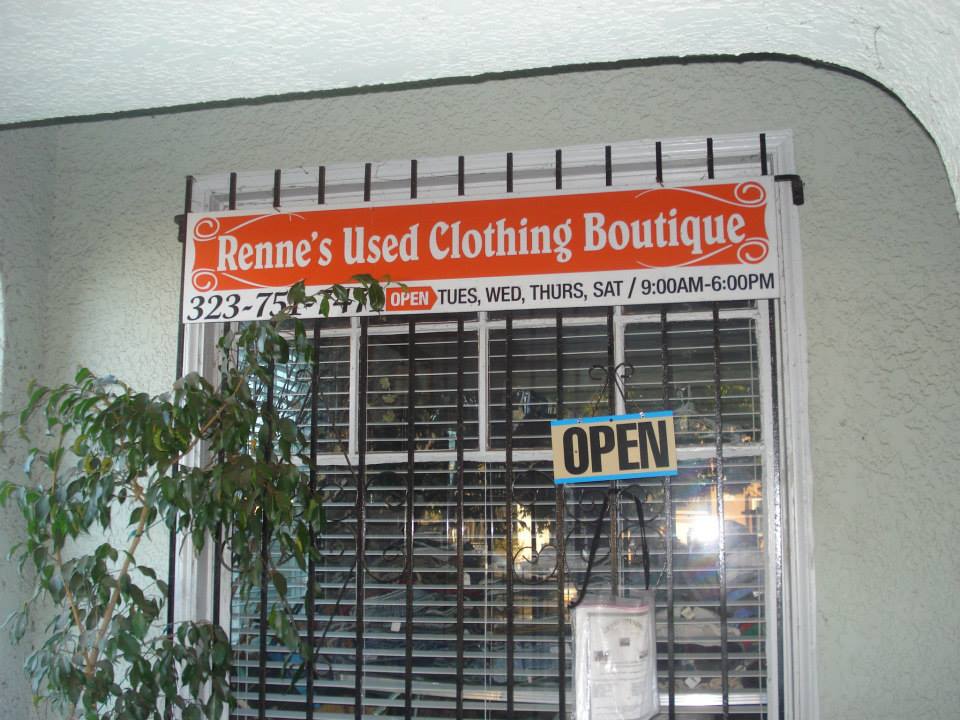 Renne's Used Clothing Boutique
OPEN TUES, WED, THURS, SAT / 9:00AM-6:00PM
OPEN